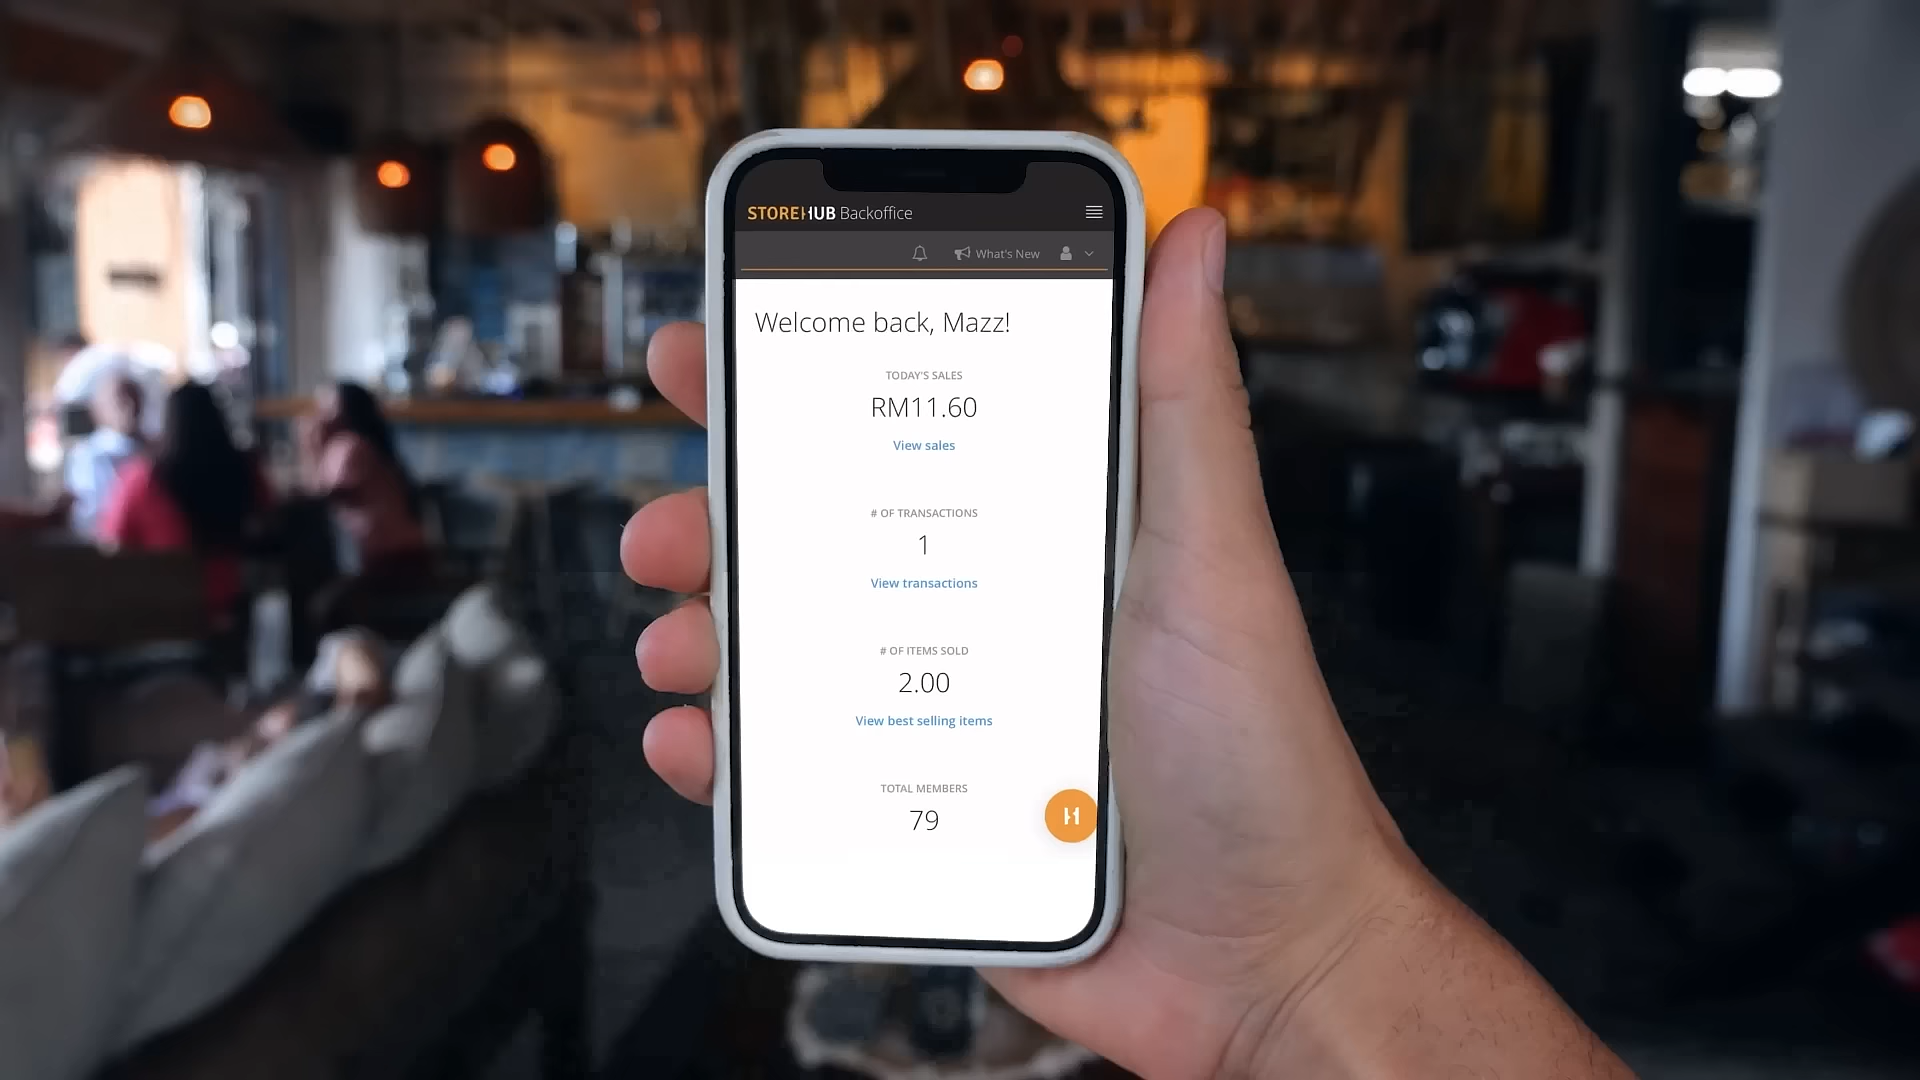 STOREHUB Backoffice
What's New
Welcome back, Mazz!
TODAY'S SALES
RM11.60
View sales
# OF TRANSACTIONS
1
View transactions
# OF ITEMS SOLD
2.00
View best selling items
TOTAL MEMBERS
79